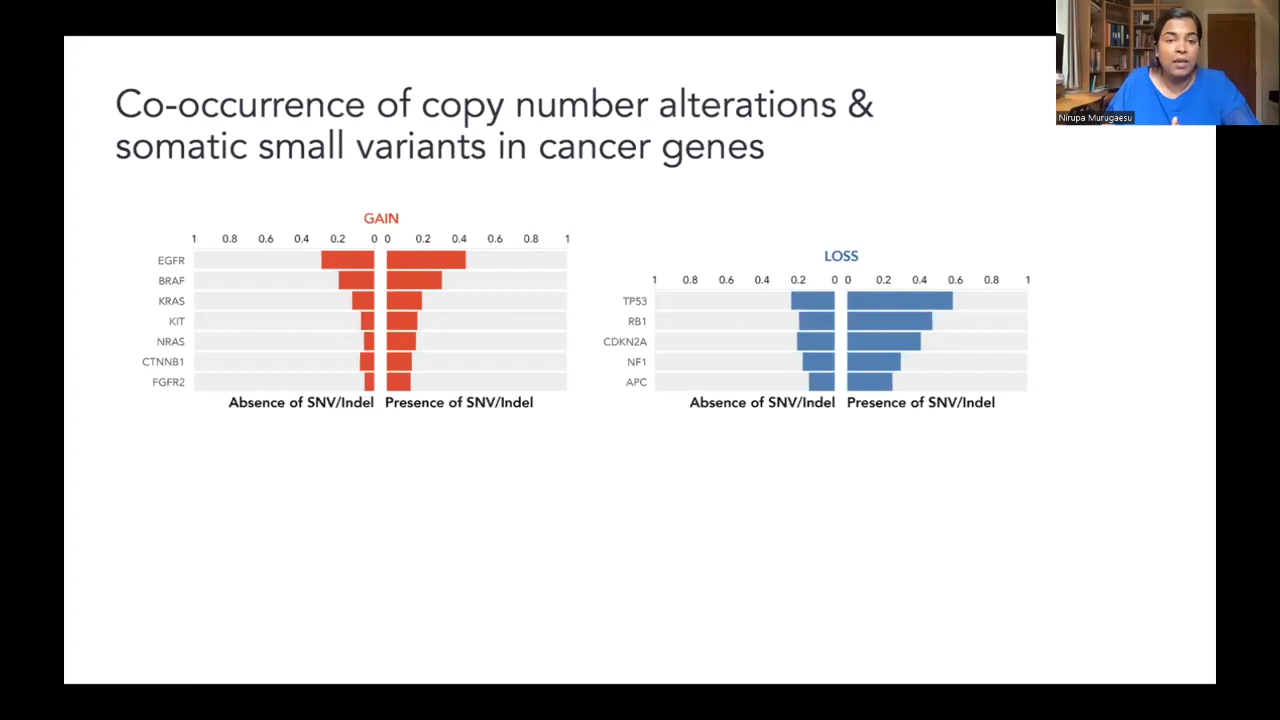 Nirupa Murugaesu
Co-occurrence of copy number alterations &
somatic small variants in cancer genes
GAIN
1 0.8 0.6 0.4 0.2 0 0 0.2 0.4 0.6 0.8 1
EGFR
BRAF
KRAS
KIT
NRAS
CTNNB1
FGFR2
Absence of SNV/Indel Presence of SNV/Indel
LOSS
1 0.8 0.6 0.4 0.2 0 0 0.2 0.4 0.6 0.8 1
TP53
RB1
CDKN2A
NF1
APC
Absence of SNV/Indel Presence of SNV/Indel